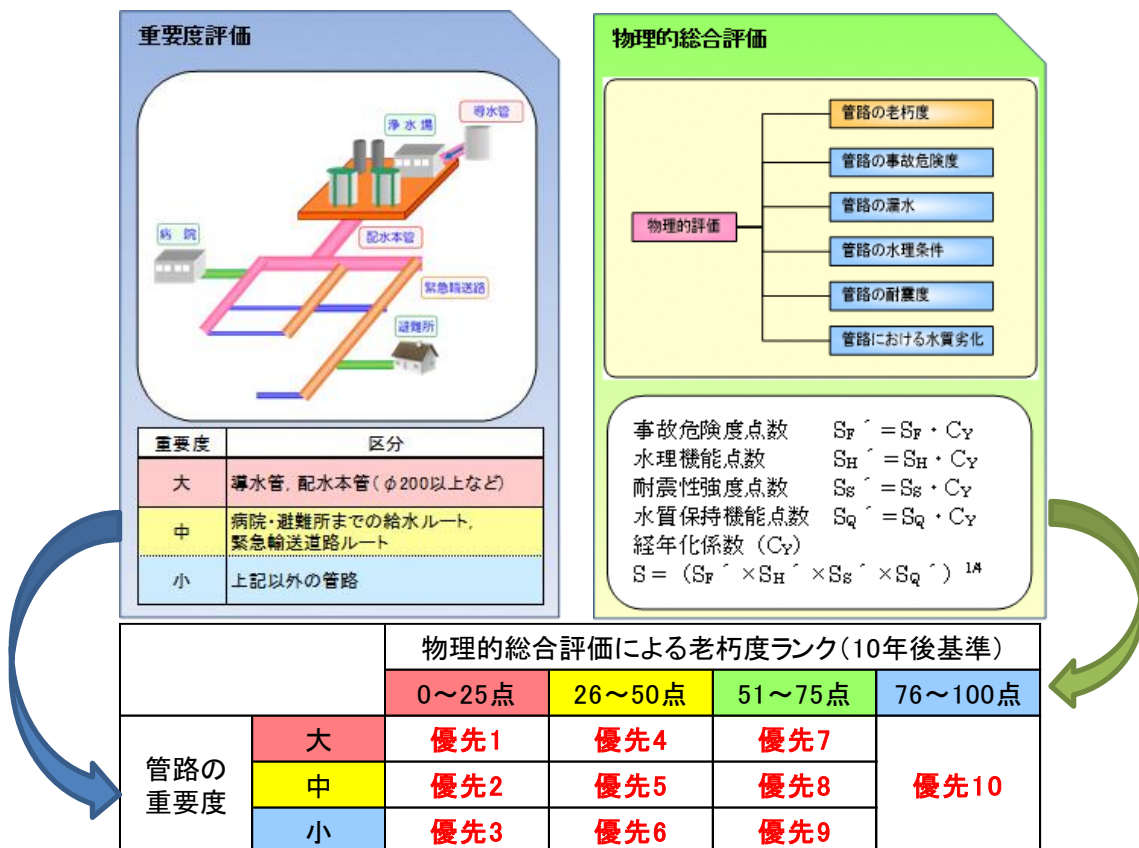 重要度評価
導水管
浄水場
病院
配水本管
緊急輸送路
避難所
重要度 区分
大 導水管，配水本管(φ200以上など)
中 病院・避難所までの給水ルート，
緊急輸送道路ルート
小 上記以外の管路
物理的総合評価
物理的評価
管路の老朽度
管路の事故危険度
管路の漏水
管路の水理条件
管路の耐震度
管路における水質劣化
事故危険度点数 SF´＝SF・CY
水理機能点数 SH´＝SH・CY
耐震性強度点数 SS´＝SS・CY
水質保持機能点数 SQ´＝SQ・CY
経年化係数（CY）
S＝（SF´×SH´×SS´×SQ´）1/4
物理的総合評価による老朽度ランク(10年後基準)
0～25点 26～50点 51～75点 76～100点
管路の
重要度
大 優先1 優先4 優先7
中 優先2 優先5 優先8 優先10
小 優先3 優先6 優先9